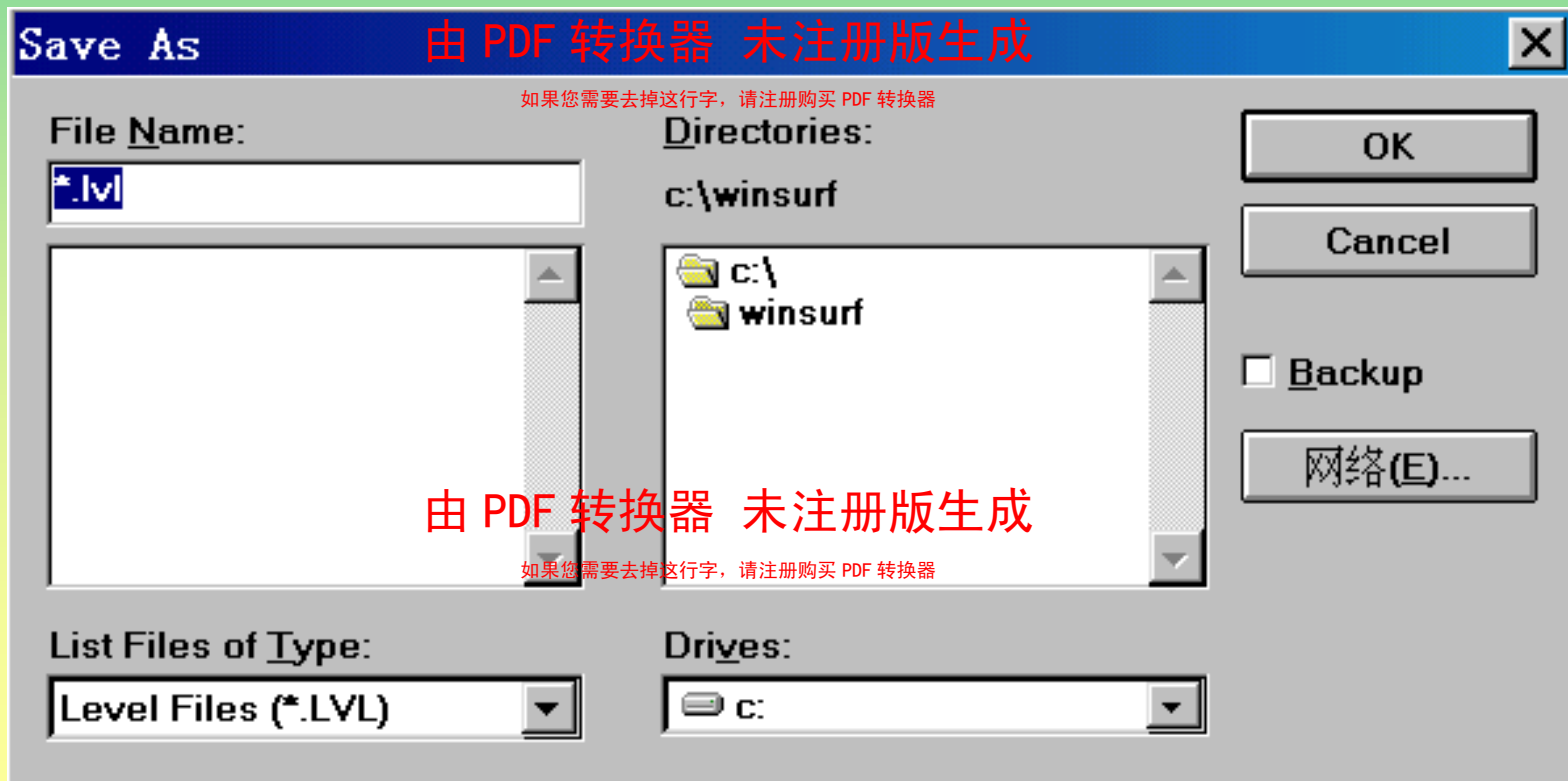 Save As
由 PDF 转换器 未注册版生成
如果您需要去掉这行字，请注册购买 PDF 转换器
File Name:
Directories:
OK
*.lvl
c:\winsurf
Cancel
c:\
winsurf
Backup
网络(E)...
由 PDF 转换器 未注册版生成
如果您需要去掉这行字，请注册购买 PDF 转换器
List Files of Type:
Drives:
Level Files (*.LVL)
c: